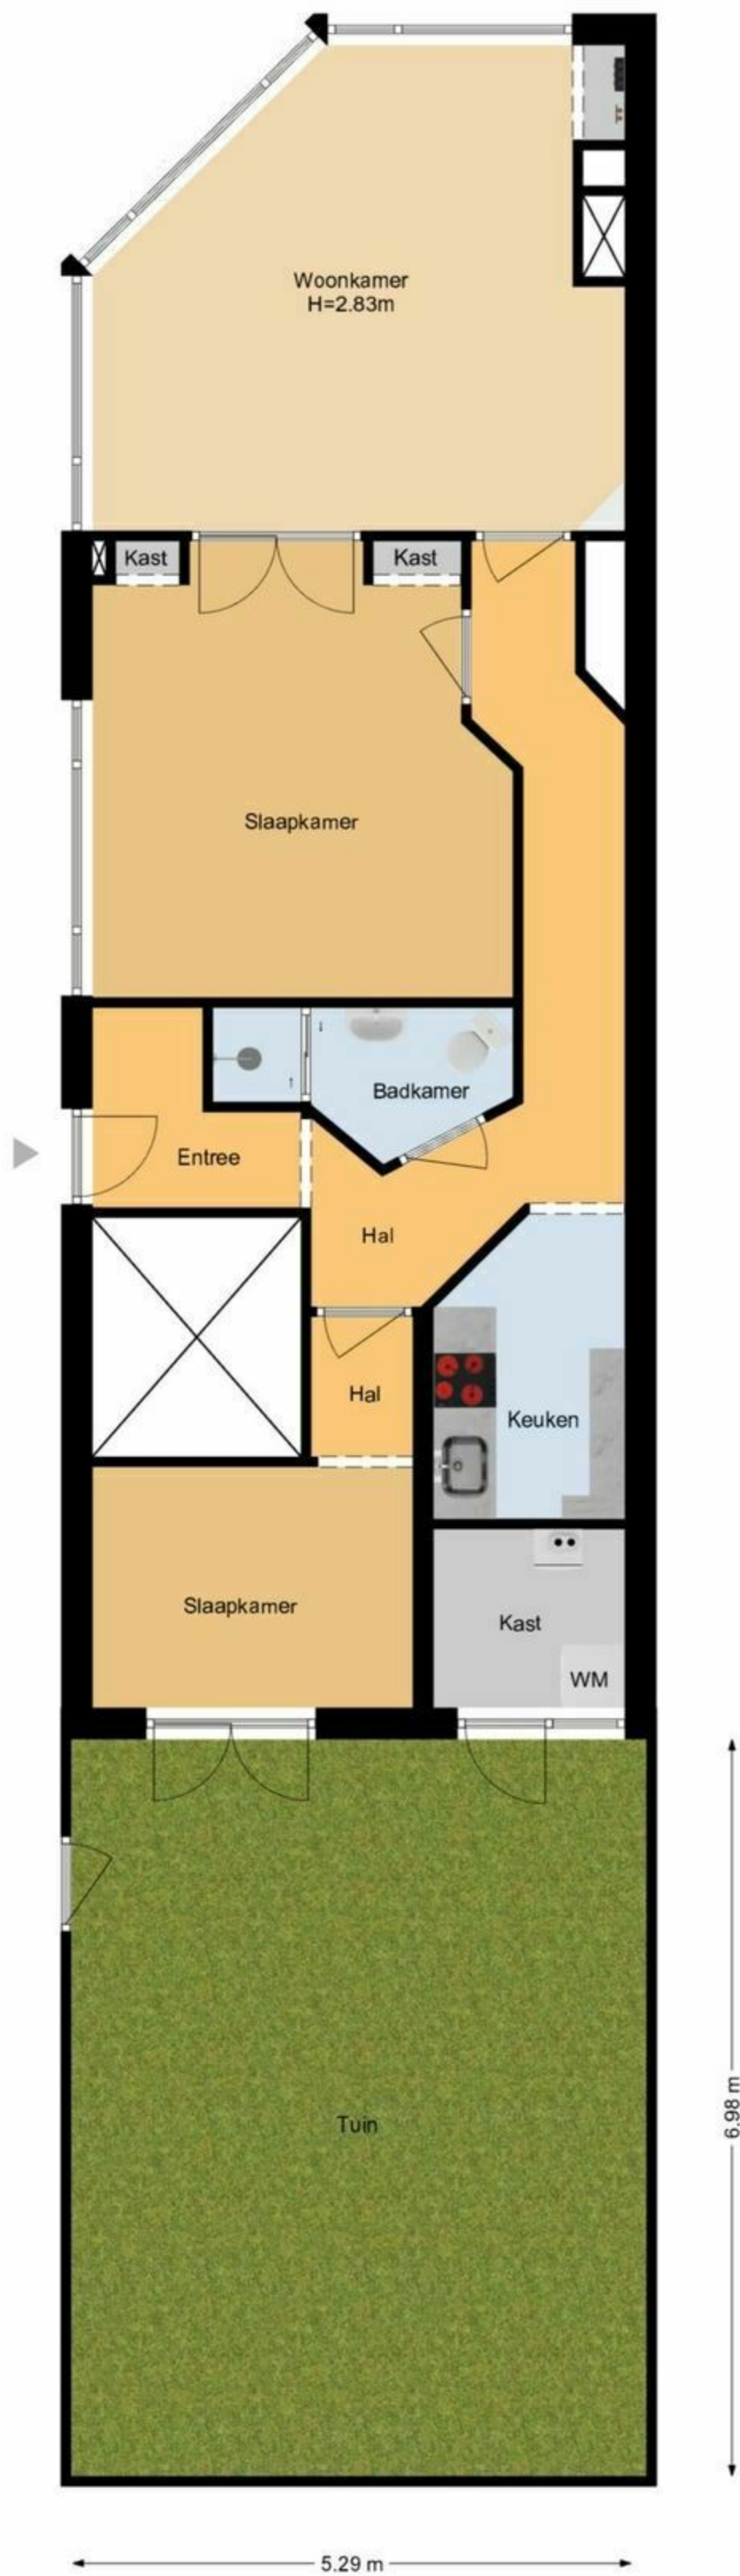 Woonkamer
H=2.83m
Kast
Kast
Slaapkamer
Badkamer
Entree
Hal
Hal
Keuken
Slaapkamer
Kast
WM
Tuin
6.98 m
5.29 m